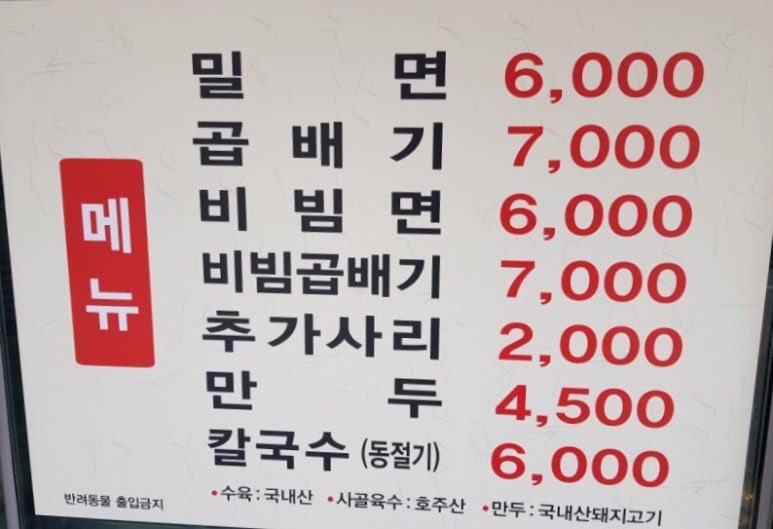 메뉴
밀면 6,000
곱배기 7,000
비빔면 6,000
비빔곱배기 7,000
추가사리 2,000
만두 4,500
칼국수 (동절기) 6,000
반려동물 출입금지 •수육:국내산 •사골육수:호주산 •만두:국내산돼지고기